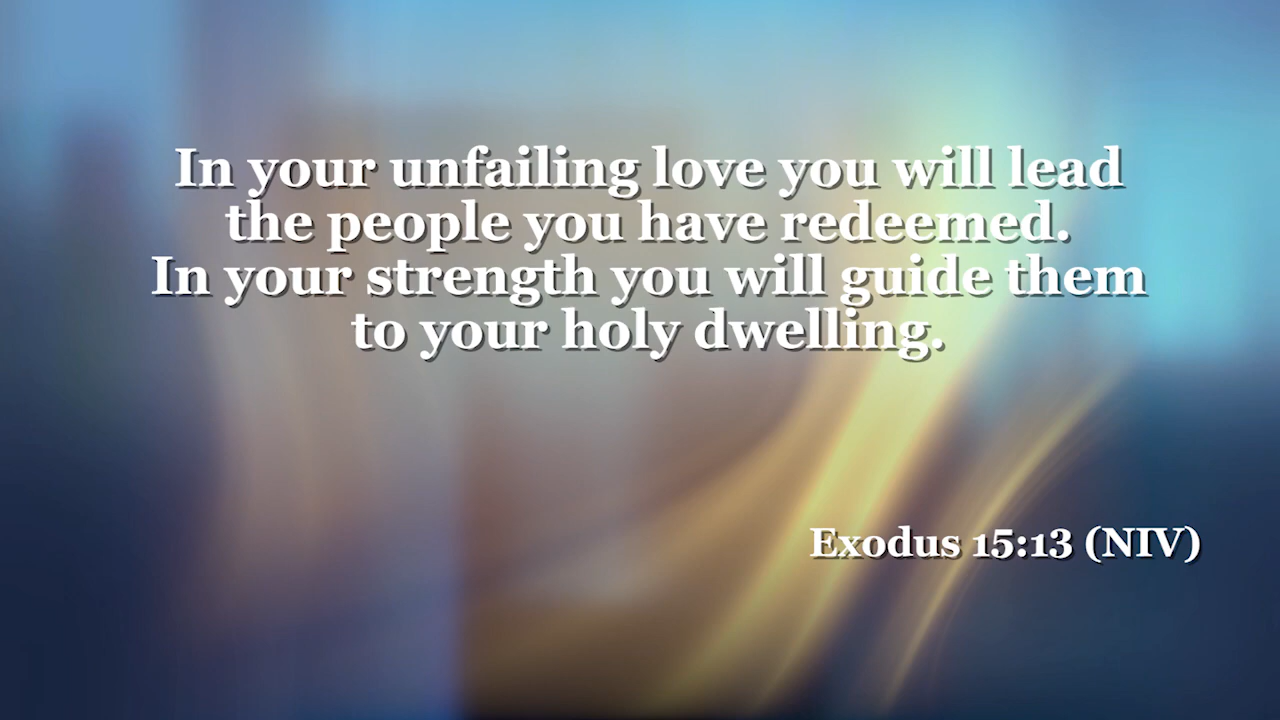 In your unfailing love you will lead
the people you have redeemed.
In your strength you will guide them
to your holy dwelling.
Exodus 15:13 (NIV)